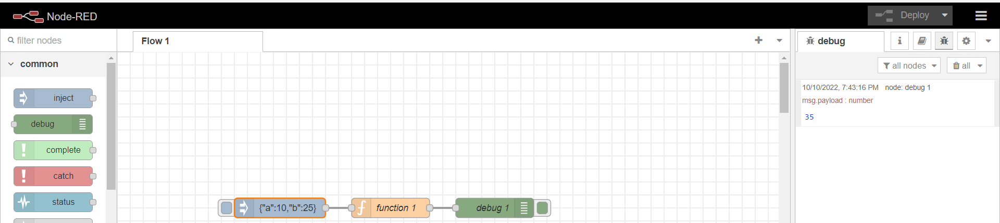 Node-RED
Deploy
filter nodes
Flow 1
debug
common
all nodes
all
inject
10/10/2022, 7:43:16 PM node: debug 1
msg.payload : number
35
debug
complete
catch
status
{"a":10,"b":25}
function 1
debug 1